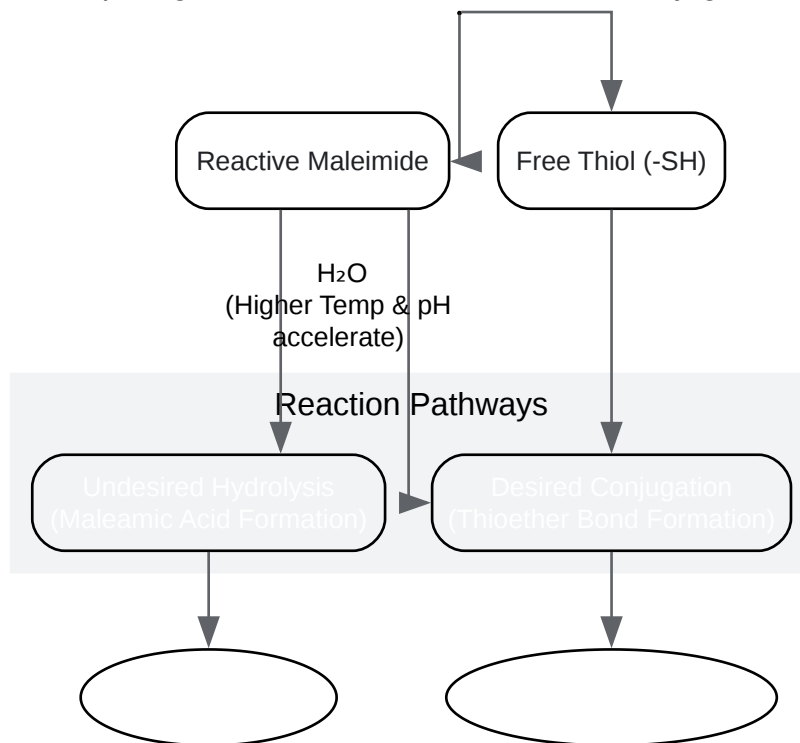 Reactive Maleimide
Free Thiol (-SH)
H₂O
(Higher Temp & pH
accelerate)
Reaction Pathways
Undesired Hydrolysis
(Maleamic Acid Formation)
Desired Conjugation
(Thioether Bond Formation)